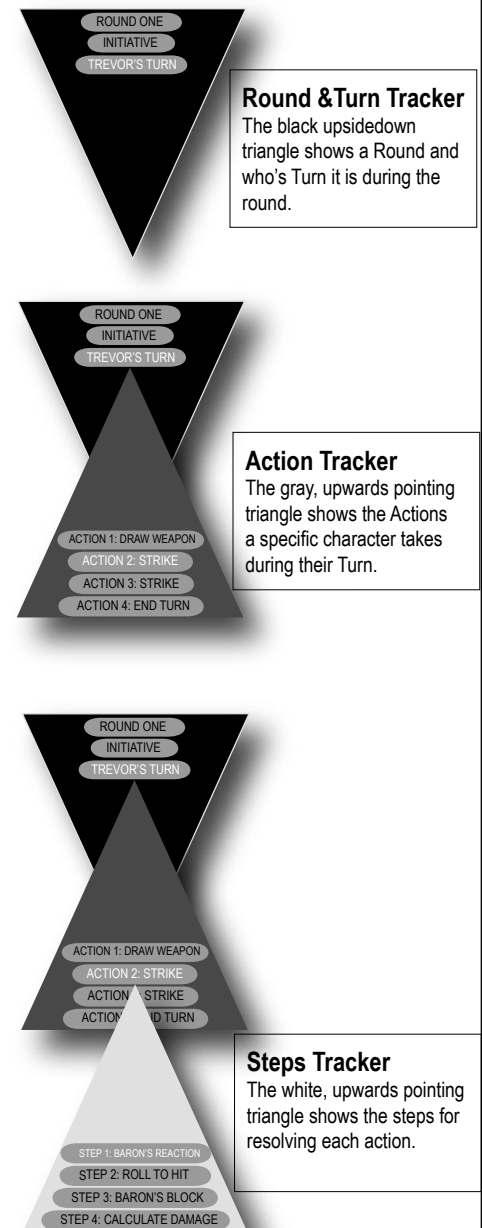 ROUND ONE
INITIATIVE
TREVOR'S TURN
Round &Turn Tracker
The black upsidedown
triangle shows a Round and
who's Turn it is during the
round.
ROUND ONE
INITIATIVE
TREVOR'S TURN
ACTION 1: DRAW WEAPON
ACTION 2: STRIKE
ACTION 3: STRIKE
ACTION 4: END TURN
Action Tracker
The gray, upwards pointing
triangle shows the Actions
a specific character takes
during their Turn.
ROUND ONE
INITIATIVE
TREVOR'S TURN
ACTION 1: DRAW WEAPON
ACTION 2: STRIKE
ACTION STRIKE
TURN
STEP 1: BARON'S REACTION
STEP 2: ROLL TO HIT
STEP 3: BARON'S BLOCK
STEP 4: CALCULATE DAMAGE
Steps Tracker
The white, upwards pointing
triangle shows the steps for
resolving each action.